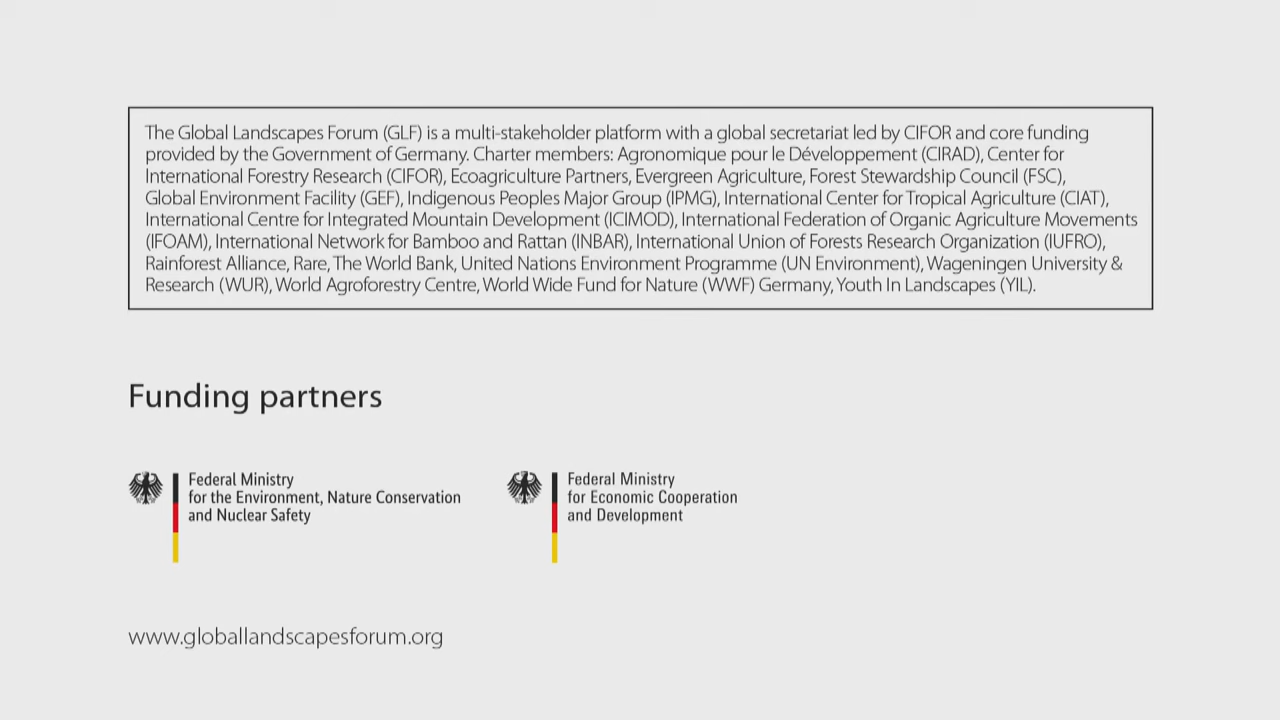 The Global Landscapes Forum (GLF) is a multi-stakeholder platform with a global secretariat led by CIFOR and core funding
provided by the Government of Germany. Charter members: Agronomique pour le Développement (CIRAD), Center for
International Forestry Research (CIFOR), Ecoagriculture Partners, Evergreen Agriculture, Forest Stewardship Council (FSC),
Global Environment Facility (GEF), Indigenous Peoples Major Group (IPMG), International Center for Tropical Agriculture (CIAT),
International Centre for Integrated Mountain Development (ICIMOD), International Federation of Organic Agriculture Movements
(IFOAM), International Network for Bamboo and Rattan (INBAR), International Union of Forests Research Organization (IUFRO),
Rainforest Alliance, Rare, The World Bank, United Nations Environment Programme (UN Environment), Wageningen University &
Research (WUR), World Agroforestry Centre, World Wide Fund for Nature (WWF) Germany, Youth In Landscapes (YIL).
Funding partners
Federal Ministry
for the Environment, Nature Conservation
and Nuclear Safety
Federal Ministry
for Economic Cooperation
and Development
www.globallandscapesforum.org